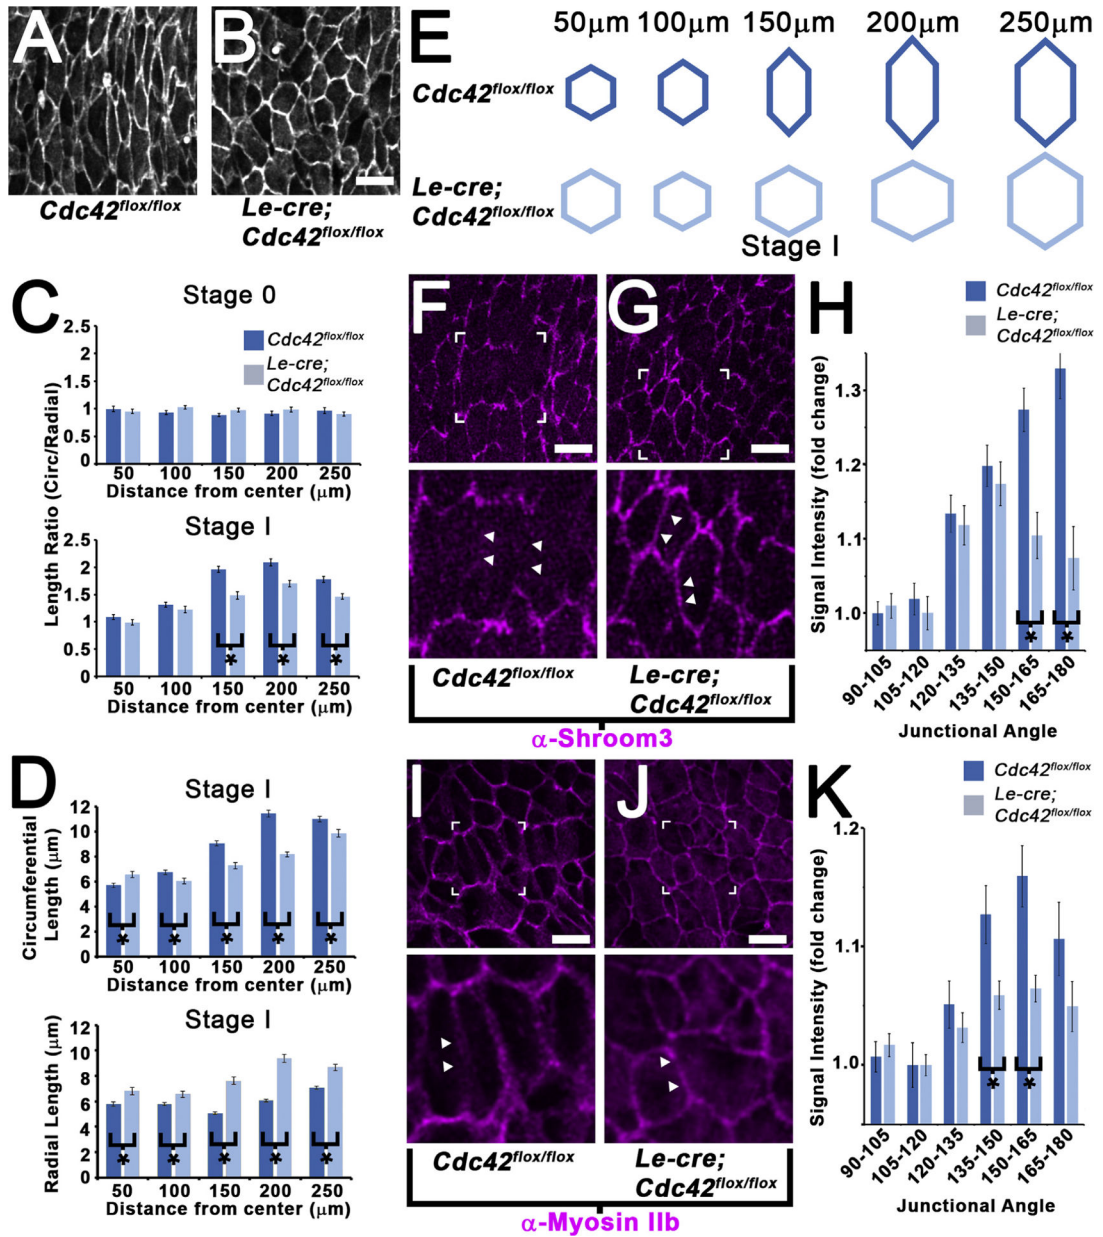 A
B
Cdc42flox/flox
Le-cre;
Cdc42flox/flox
E
50μm 100μm 150μm 200μm 250μm
Cdc42flox/flox
Le-cre;
Cdc42flox/flox
Stage I
C
Stage 0
Length Ratio (Circ/Radial)
2.5
2
1.5
1
0.5
0
Cdc42flox/flox
Le-cre;
Cdc42flox/flox
50 100 150 200 250
Distance from center (μm)
Stage I
2.5
2
1.5
1
0.5
0
* * *
50 100 150 200 250
Distance from center (μm)
D
Stage I
Circumferential
Length (μm)
12
10
8
6
4
2
0
* * * * *
50 100 150 200 250
Distance from center (μm)
Stage I
Radial Length (μm)
12
10
8
6
4
2
0
* * * * *
50 100 150 200 250
Distance from center (μm)
F
G
Cdc42flox/flox
Le-cre;
Cdc42flox/flox
α-Shroom3
H
Cdc42flox/flox
Le-cre;
Cdc42flox/flox
Signal Intensity (fold change)
1.3
1.2
1.1
1.0
* *
90-105
105-120
120-135
135-150
150-165
165-180
Junctional Angle
I
J
Cdc42flox/flox
Le-cre;
Cdc42flox/flox
α-Myosin IIb
K
Cdc42flox/flox
Le-cre;
Cdc42flox/flox
Signal Intensity (fold change)
1.2
1.1
1.0
* *
90-105
105-120
120-135
135-150
150-165
165-180
Junctional Angle